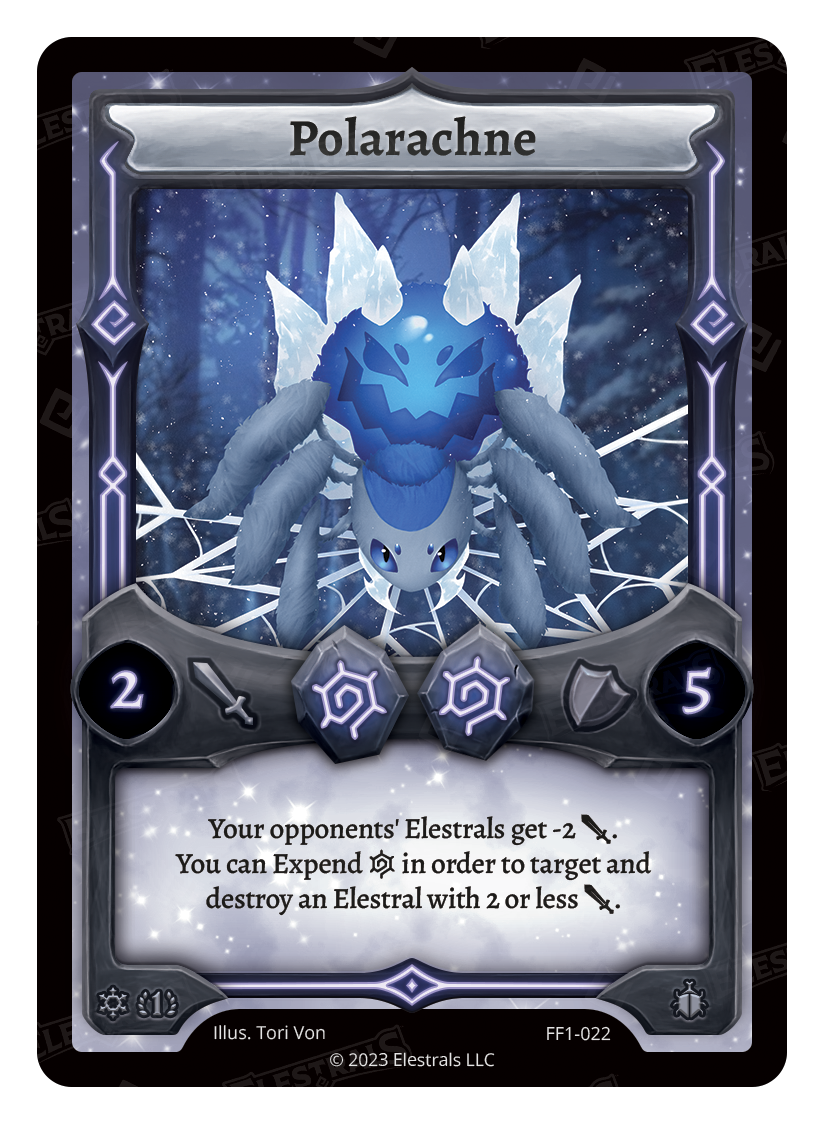 Polarachne
2
5
Your opponents' Elestrals get -2 .
You can Expend in order to target and
destroy an Elestral with 2 or less .
1
Illus. Tori Von
FF1-022
© 2023 Elestrals LLC